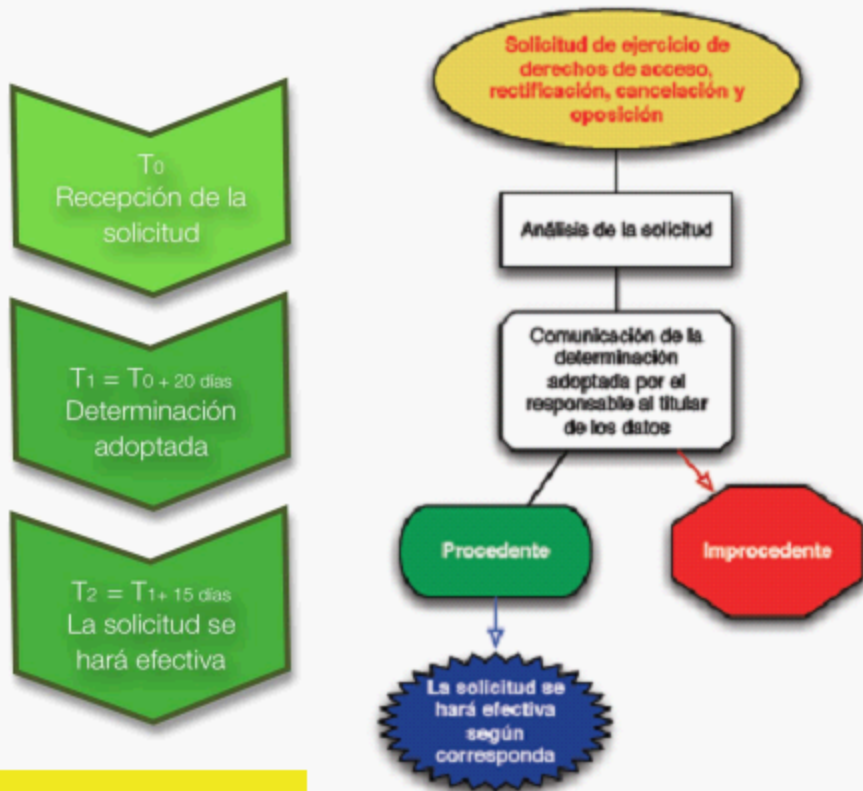 T0
Recepción de la
solicitud
T1 = T0 + 20 días
Determinación
adoptada
T2 = T1+ 15 días
La solicitud se
hará efectiva
Solicitud de ejercicio de
derechos de acceso,
rectificación, cancelación y
oposición
Análisis de la solicitud
Comunicación de la
determinación
adoptada por el
responsable al titular
de los datos
Procedente
Improcedente
La solicitud se
hará efectiva
según
corresponda